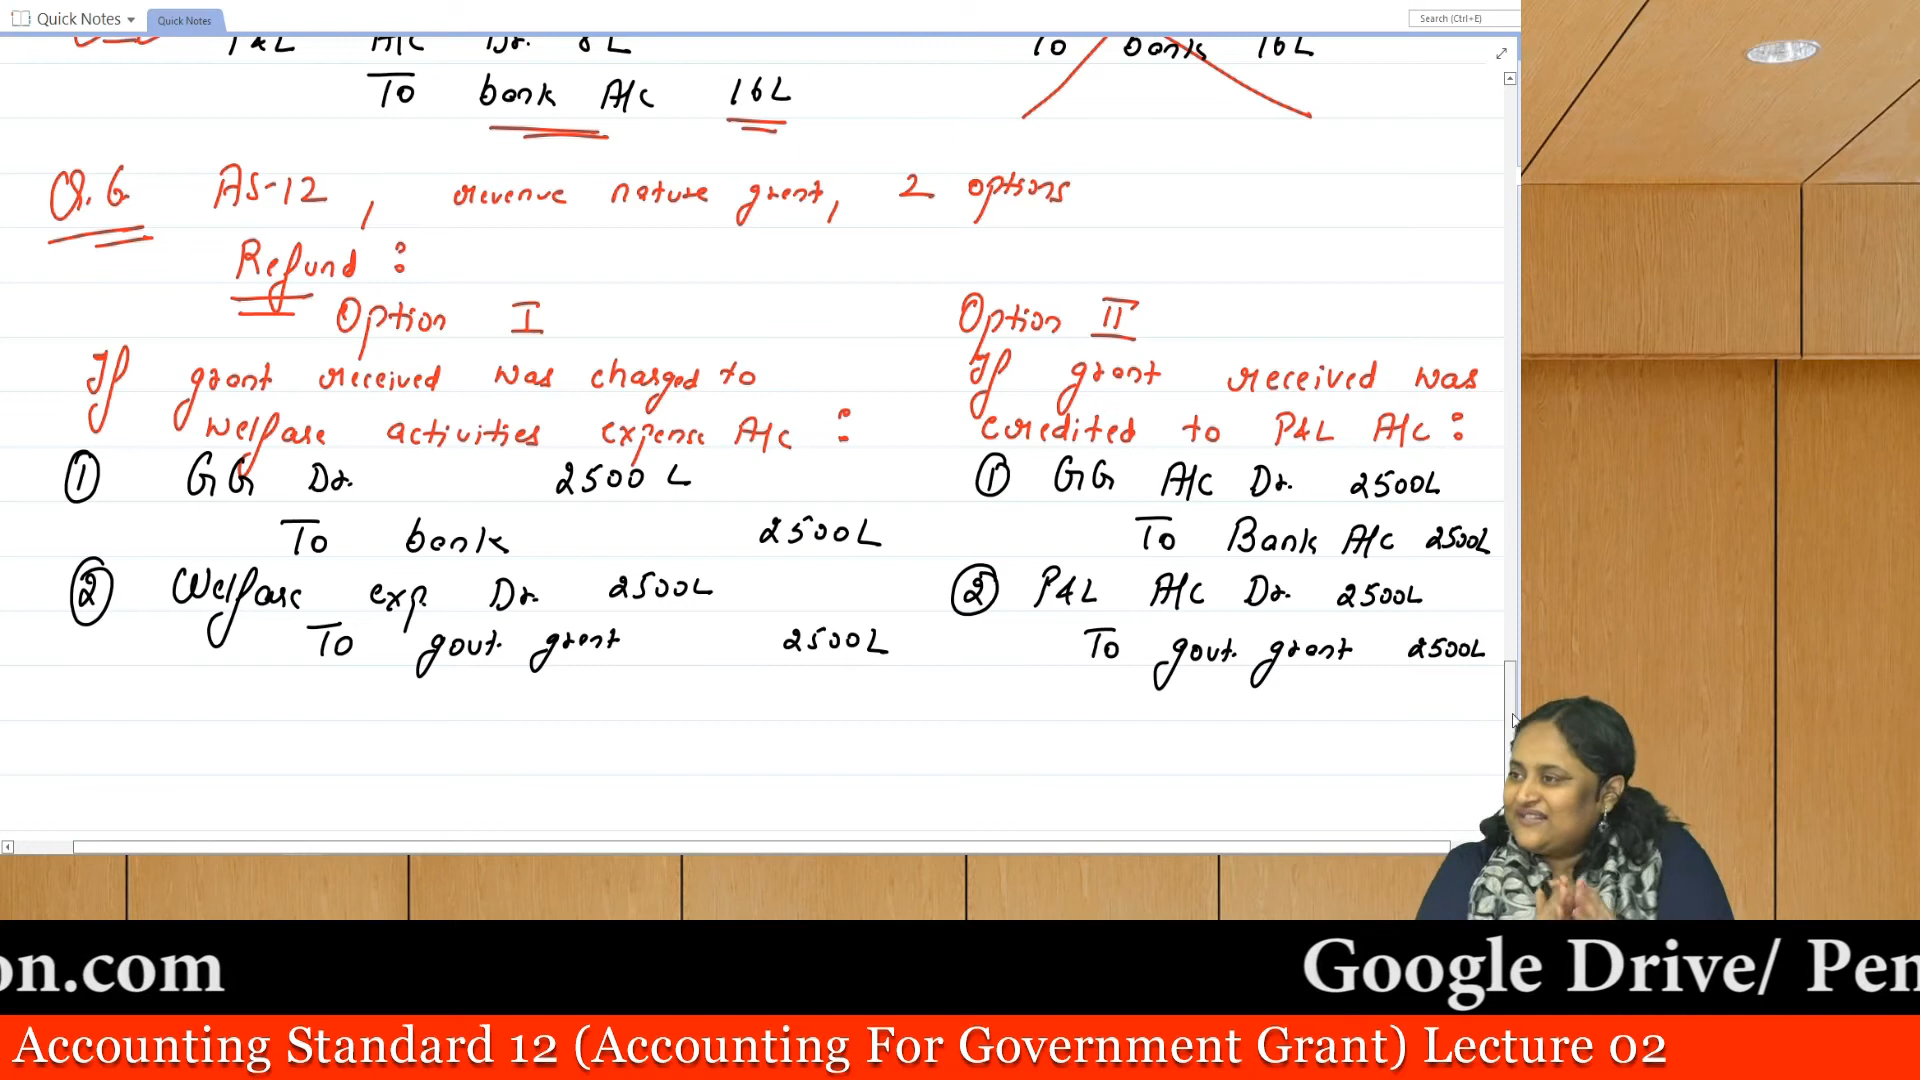 Quick Notes
Quick Notes
Search (Ctrl+E)
P&L A/c Dr. 8L
To bank 16L
To bank A/c 16L
Q.6 AS-12, revenue nature grant, 2 options
Refund :
Option I
If grant received was charged to
welfare activities expense A/c :
① GG Dr. 2500 L
To bank 2500L
② Welfare exp Dr. 2500L
To govt. grant 2500L
Option II
If grant received was
credited to P&L A/c :
① GG A/c Dr. 2500L
To Bank A/c 2500L
② P&L A/c Dr. 2500L
To govt. grant 2500L
on.com
Google Drive/ Pen
Accounting Standard 12 (Accounting For Government Grant) Lecture 02